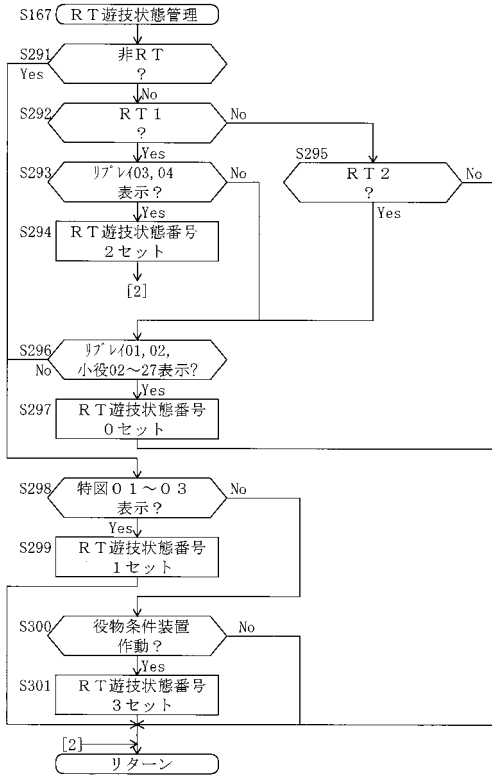 S167 RT遊技状態管理
S291 非RT
?
Yes
No
S292 RT1
?
No
Yes
S293 ﾘﾌﾟﾚｲ03,04
表示?
No
Yes
S295 RT2
?
No
Yes
S294 RT遊技状態番号
2セット
[2]
S296 ﾘﾌﾟﾚｲ01,02,
小役02~27表示?
No
Yes
S297 RT遊技状態番号
0セット
S298 特図01~03
表示?
No
Yes
S299 RT遊技状態番号
1セット
S300 役物条件装置
作動?
No
Yes
S301 RT遊技状態番号
3セット
[2]
リターン